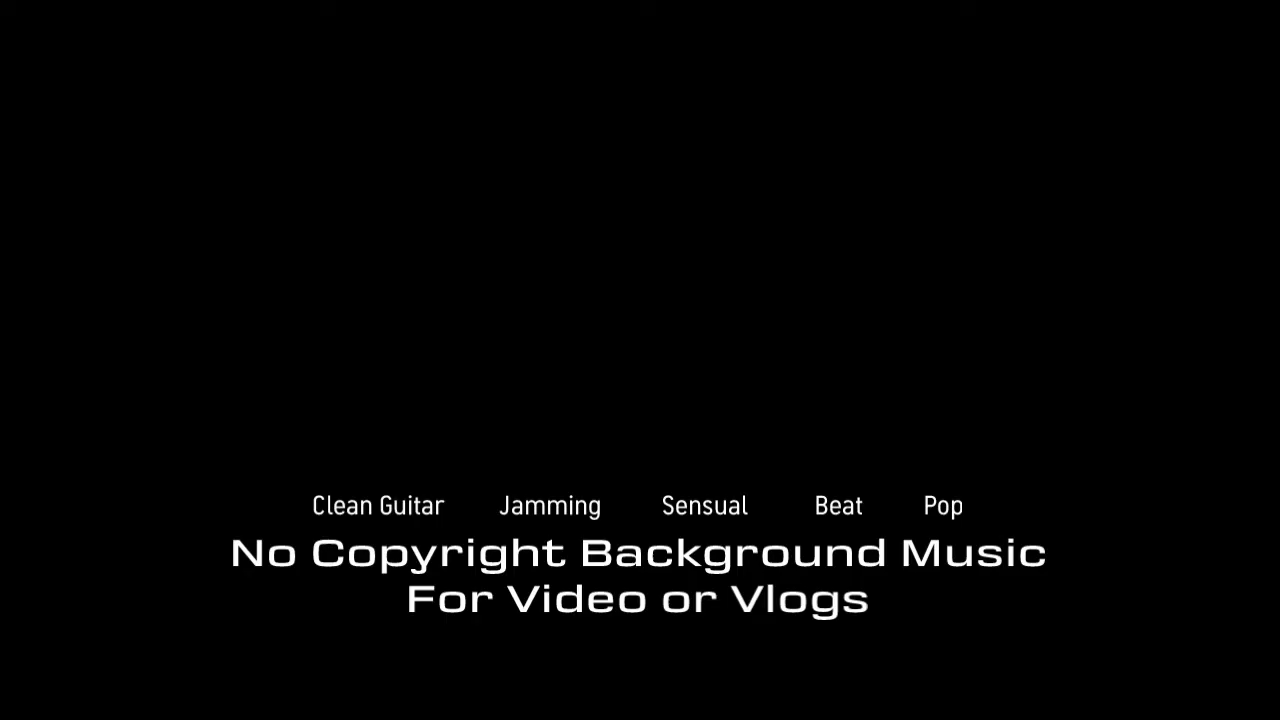 Clean Guitar Jamming Sensual Beat Pop
No Copyright Background Music
For Video or Vlogs